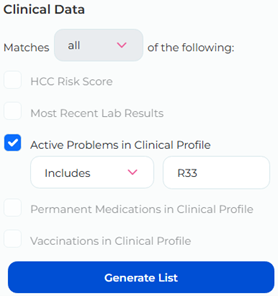 Clinical Data
Matches all of the following:
HCC Risk Score
Most Recent Lab Results
Active Problems in Clinical Profile
Includes R33
Permanent Medications in Clinical Profile
Vaccinations in Clinical Profile
Generate List